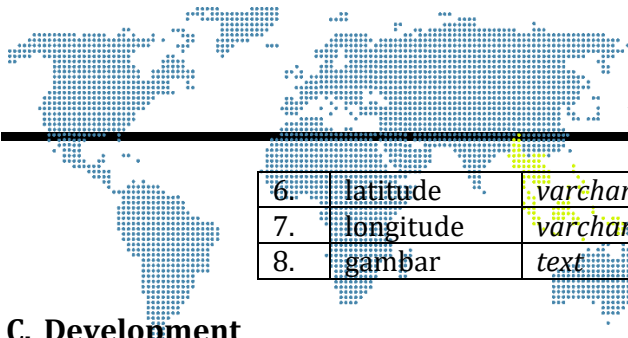 6. latitude varchar
7. longitude varchar
8. gambar text
C. Development